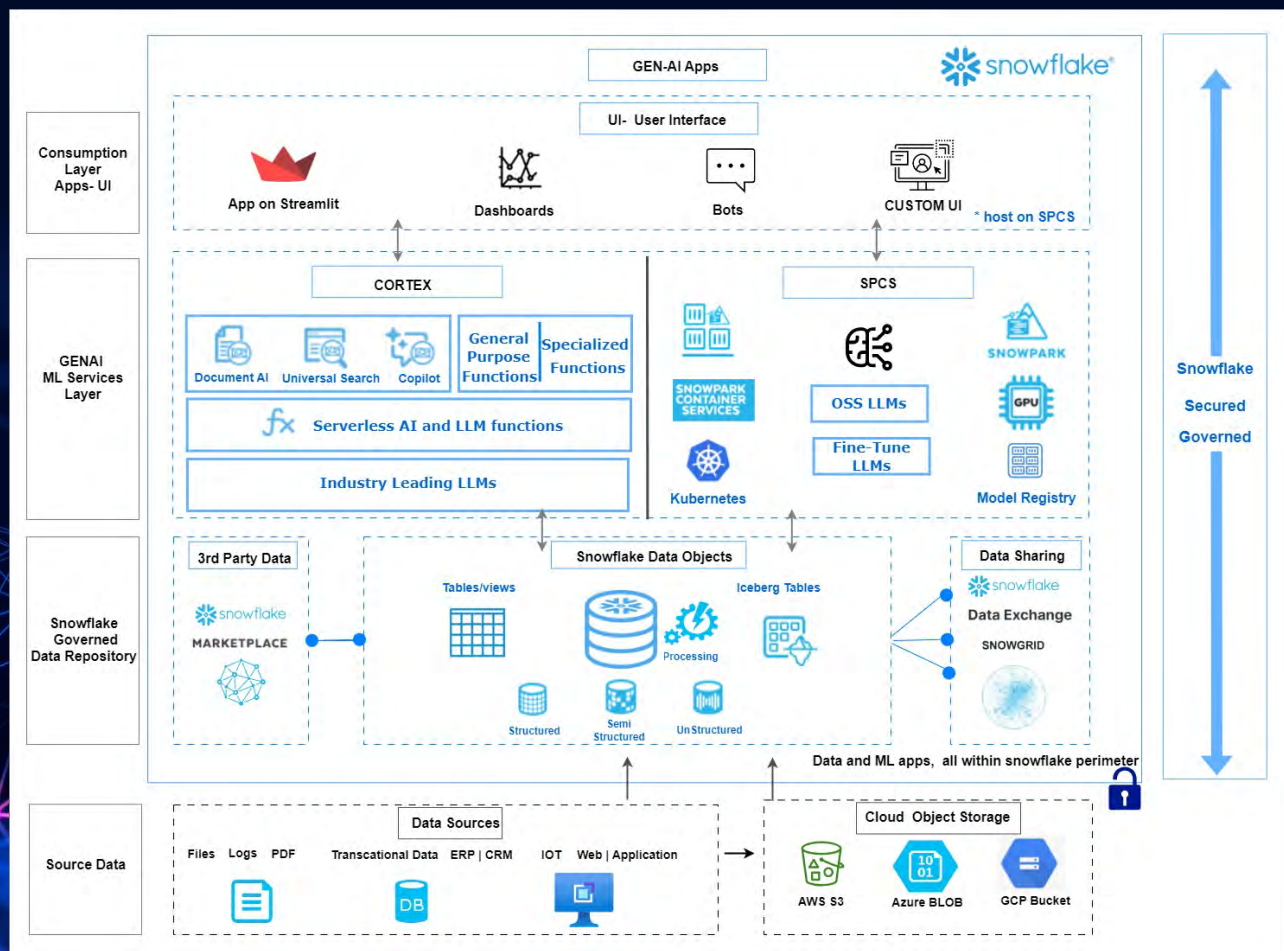 GEN-AI Apps
snowflake®
UI- User Interface
Consumption
Layer
Apps- UI
App on Streamlit
Dashboards
Bots
CUSTOM UI
* host on SPCS
GENAI
ML Services
Layer
CORTEX
Document AI
Universal Search
Copilot
General
Purpose
Functions
Specialized
Functions
fx Serverless AI and LLM functions
Industry Leading LLMs
SPCS
SNOWPARK
CONTAINER
SERVICES
Kubernetes
OSS LLMs
Fine-Tune
LLMs
SNOWPARK
GPU
Model Registry
Snowflake
Secured
Governed
Snowflake
Governed
Data Repository
3rd Party Data
snowflake
MARKETPLACE
Snowflake Data Objects
Tables/views
Processing
Iceberg Tables
Structured
Semi
Structured
UnStructured
Data Sharing
snowflake
Data Exchange
SNOWGRID
Data and ML apps, all within snowflake perimeter
Source Data
Data Sources
Files Logs PDF
Transcational Data ERP | CRM
IOT Web | Application
DB
Cloud Object Storage
AWS S3
10
01
Azure BLOB
GCP Bucket